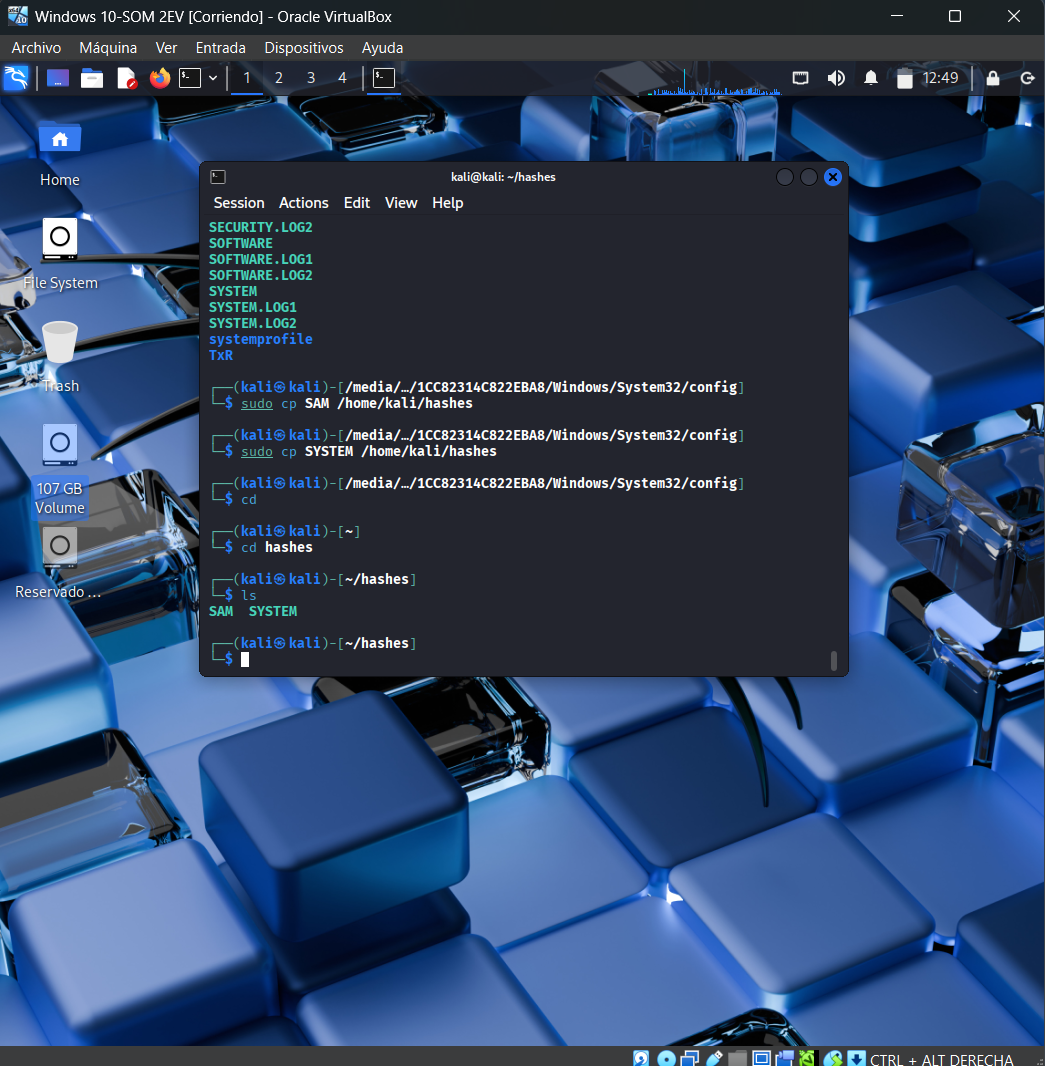 Windows 10-SOM 2EV [Corriendo] - Oracle VirtualBox
Archivo Máquina Ver Entrada Dispositivos Ayuda
1 2 3 4 12:49
Home
File System
Trash
107 GB
Volume
Reservado ...
kali@kali: ~/hashes
Session Actions Edit View Help
SECURITY.LOG2
SOFTWARE
SOFTWARE.LOG1
SOFTWARE.LOG2
SYSTEM
SYSTEM.LOG1
SYSTEM.LOG2
systemprofile
TxR
┌──(kali㉿kali)-[/media/…/1CC82314C822EBA8/Windows/System32/config]
└─$ sudo cp SAM /home/kali/hashes
┌──(kali㉿kali)-[/media/…/1CC82314C822EBA8/Windows/System32/config]
└─$ sudo cp SYSTEM /home/kali/hashes
┌──(kali㉿kali)-[/media/…/1CC82314C822EBA8/Windows/System32/config]
└─$ cd
┌──(kali㉿kali)-[~]
└─$ cd hashes
┌──(kali㉿kali)-[~/hashes]
└─$ ls
SAM SYSTEM
┌──(kali㉿kali)-[~/hashes]
└─$
CTRL + ALT DERECHA